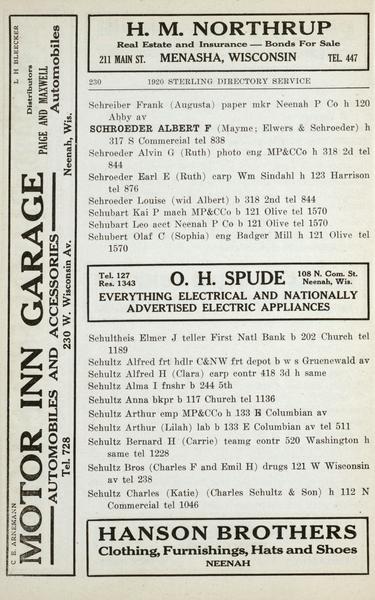 H. M. NORTHRUP
Real Estate and Insurance — Bonds For Sale
211 MAIN ST. MENASHA, WISCONSIN TEL. 447
230 1920 STERLING DIRECTORY SERVICE
Schreiber Frank (Augusta) paper mkr Neenah P Co h 120
Abby av
SCHROEDER ALBERT F (Mayme; Elwers & Schroeder) h
317 S Commercial tel 838
Schroeder Alvin G (Ruth) photo eng MP&CCo h 318 2d tel
844
Schroeder Earl E (Ruth) carp Wm Sindahl h 123 Harrison
tel 876
Schroeder Louise (wid Albert) b 318 2nd tel 844
Schubart Kai P mach MP&CCo b 121 Olive tel 1570
Schubart Leo acct Neenah P Co b 121 Olive tel 1570
Schubert Olaf C (Sophia) eng Badger Mill h 121 Olive tel
1570
Tel. 127
Res. 1343
O. H. SPUDE
108 N. Com. St.
Neenah, Wis.
EVERYTHING ELECTRICAL AND NATIONALLY
ADVERTISED ELECTRIC APPLIANCES
Schultheis Elmer J teller First Natl Bank b 202 Church tel
1189
Schultz Alfred frt hdlr C&NW frt depot b w s Gruenewald av
Schultz Alfred H (Clara) carp contr 418 3d h same
Schultz Alma I fnshr b 244 5th
Schultz Anna bkpr b 117 Church tel 1136
Schultz Arthur emp MP&CCo h 133 E Columbian av
Schultz Arthur (Lilah) lab b 133 E Columbian av tel 511
Schultz Bernard H (Carrie) teamg contr 520 Washington h
same tel 1228
Schultz Bros (Charles F and Emil H) drugs 121 W Wisconsin
av tel 238
Schultz Charles (Katie) (Charles Schultz & Son) h 112 N
Commercial tel 1046
HANSON BROTHERS
Clothing, Furnishings, Hats and Shoes
NEENAH
C. E. ARNEMANN
L H BLEECKER
MOTOR INN GARAGE
Distributors
PAIGE AND MAXWELL
Automobiles
AUTOMOBILES AND ACCESSORIES
Tel. 728 230 W. Wisconsin Av. Neenah, Wis.